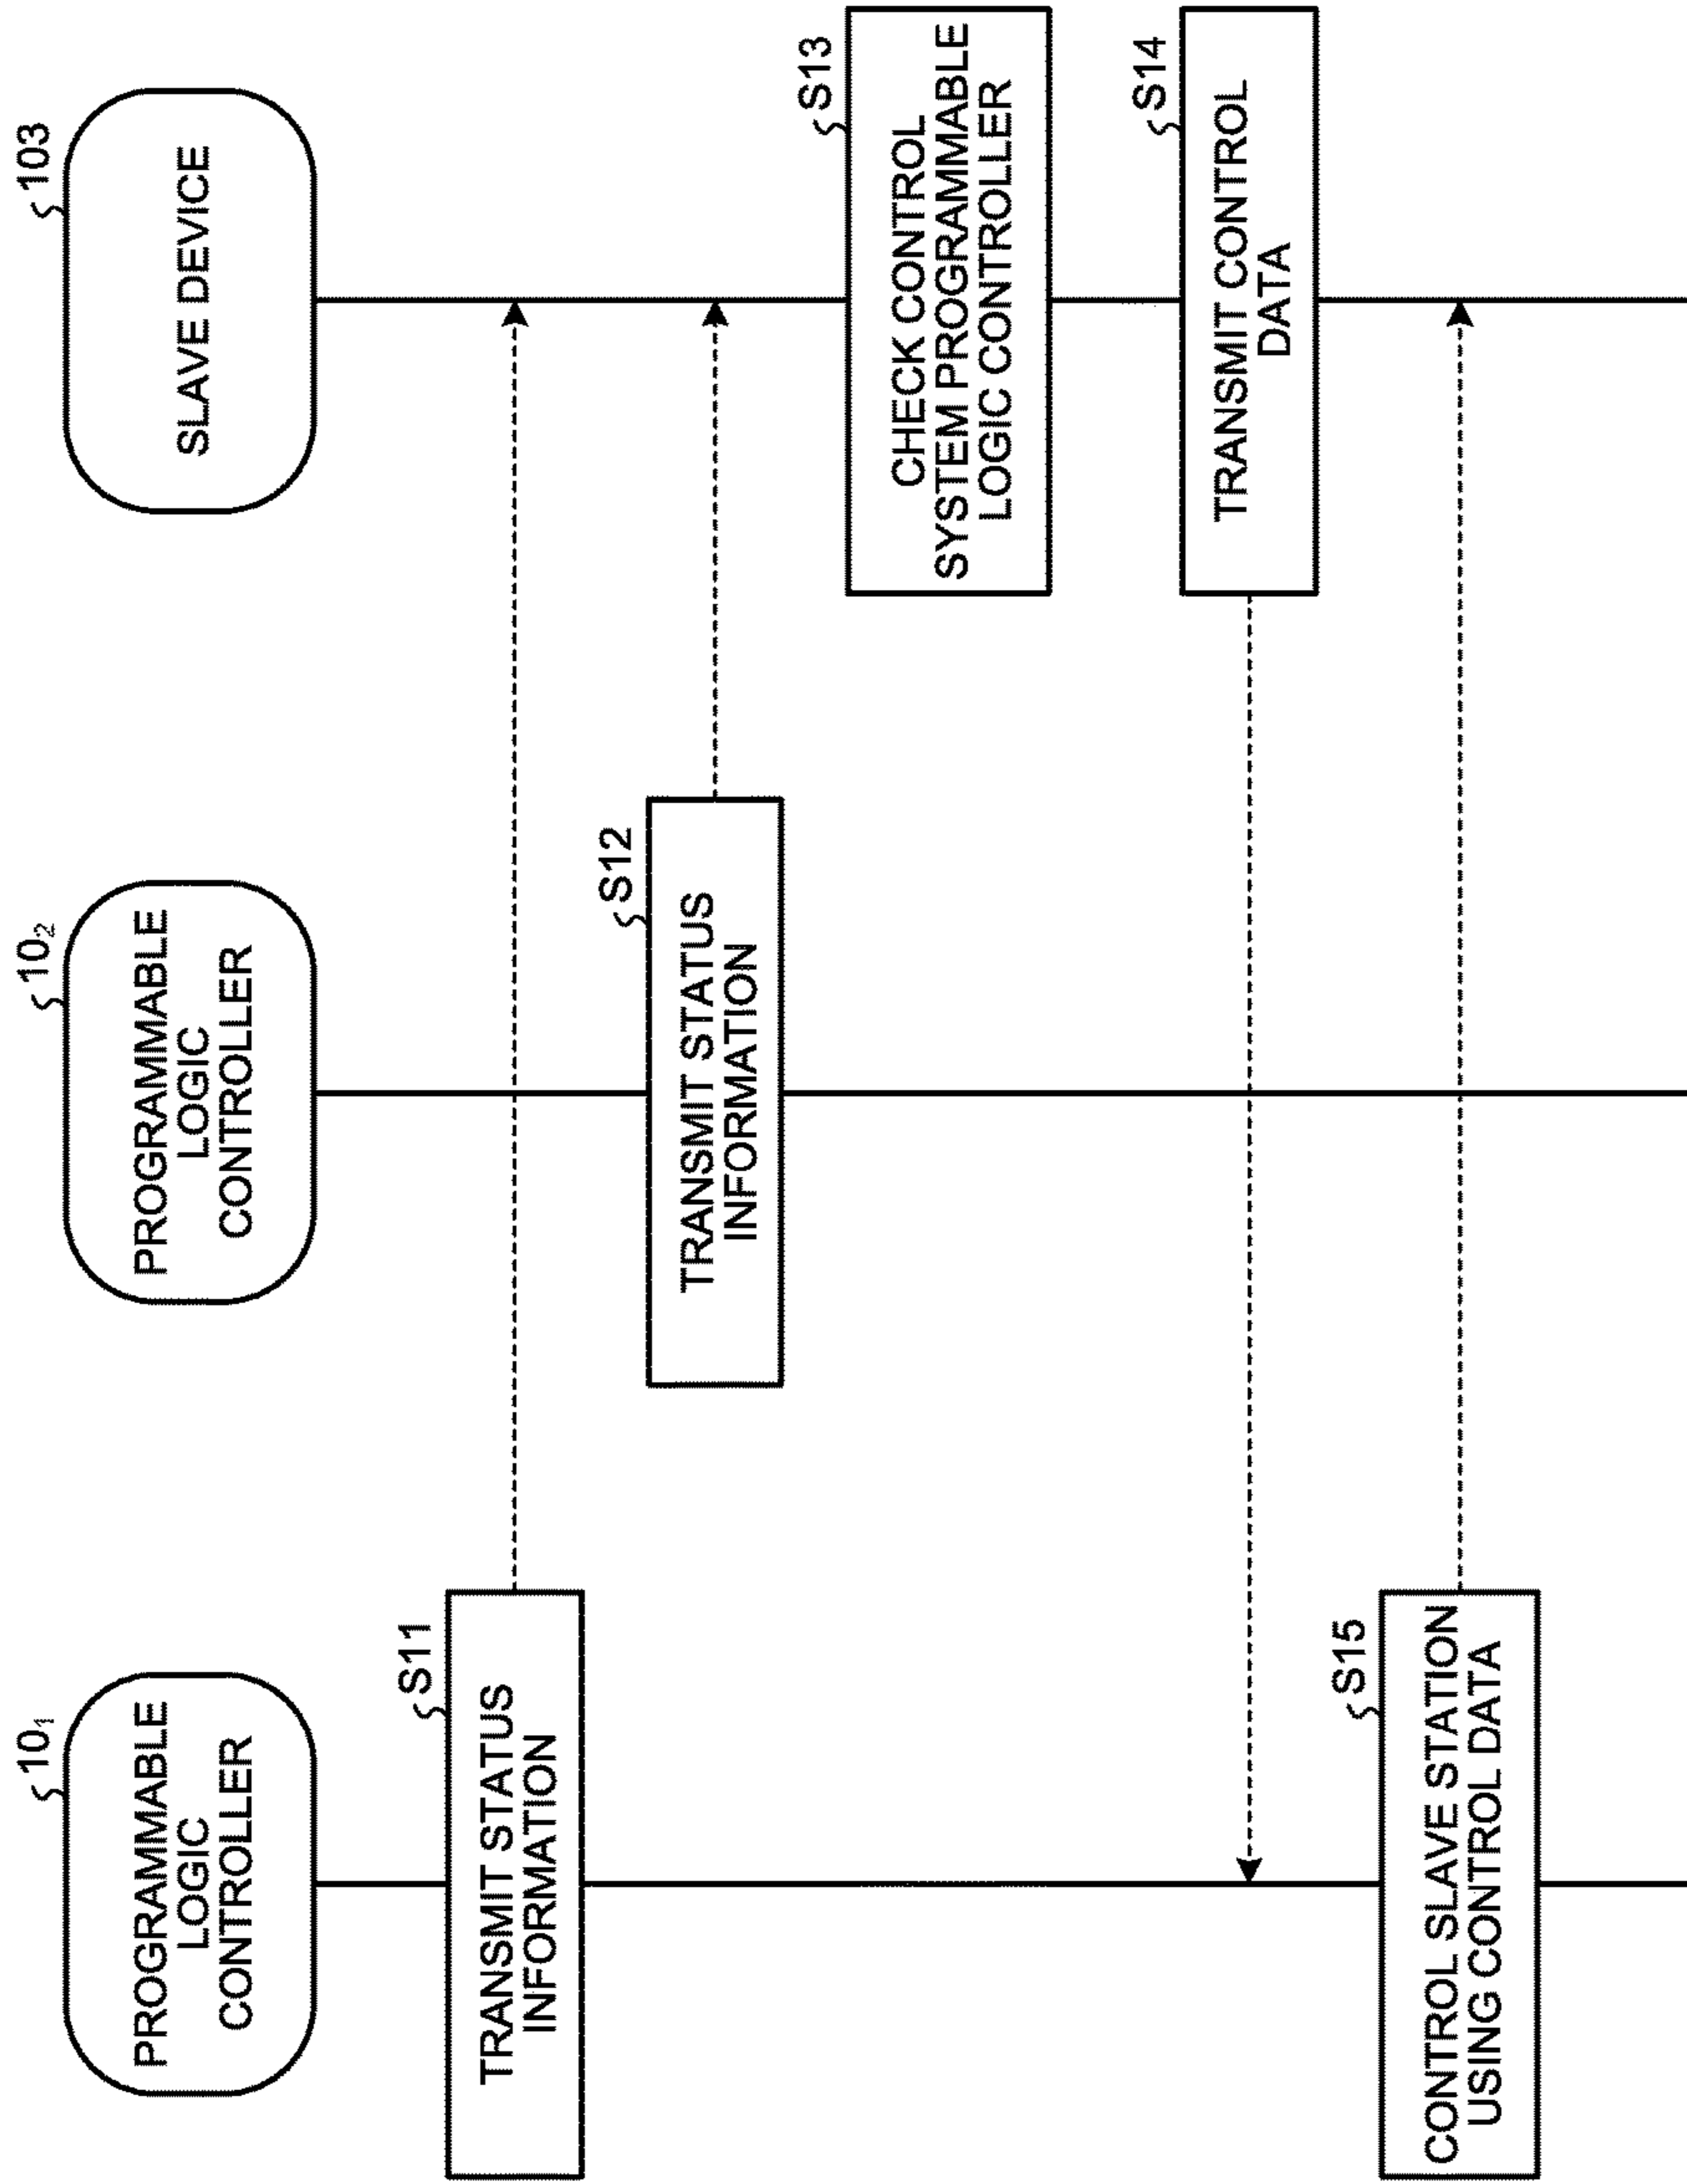 10₁
PROGRAMMABLE
LOGIC
CONTROLLER
10₂
PROGRAMMABLE
LOGIC
CONTROLLER
103
SLAVE DEVICE
S11
TRANSMIT STATUS
INFORMATION
S12
TRANSMIT STATUS
INFORMATION
S13
CHECK CONTROL
SYSTEM PROGRAMMABLE
LOGIC CONTROLLER
S14
TRANSMIT CONTROL
DATA
S15
CONTROL SLAVE STATION
USING CONTROL DATA